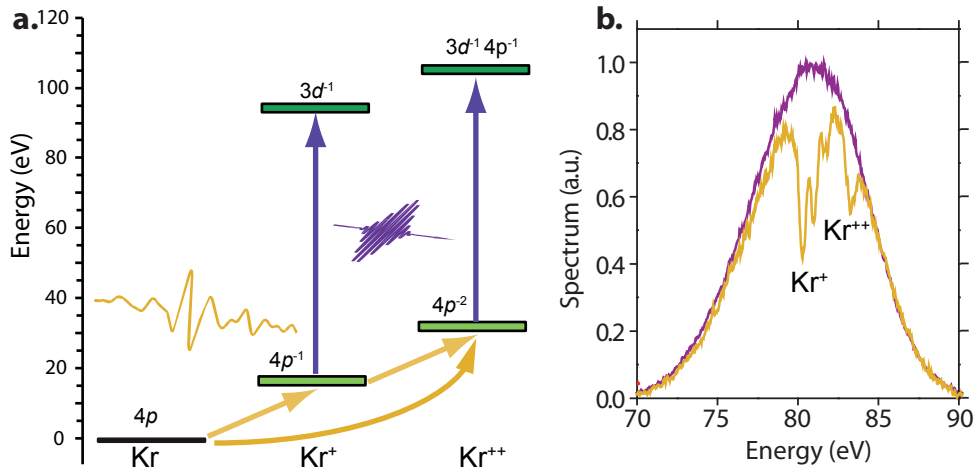 a.
120
100
80
60
40
20
0
Energy (eV)
3d⁻¹
3d⁻¹ 4p⁻¹
4p⁻¹
4p⁻²
4p
Kr
Kr⁺
Kr⁺⁺
b.
1.0
0.8
0.6
0.4
0.2
0.0
Spectrum (a.u.)
Kr⁺⁺
Kr⁺
70
75
80
85
90
Energy (eV)